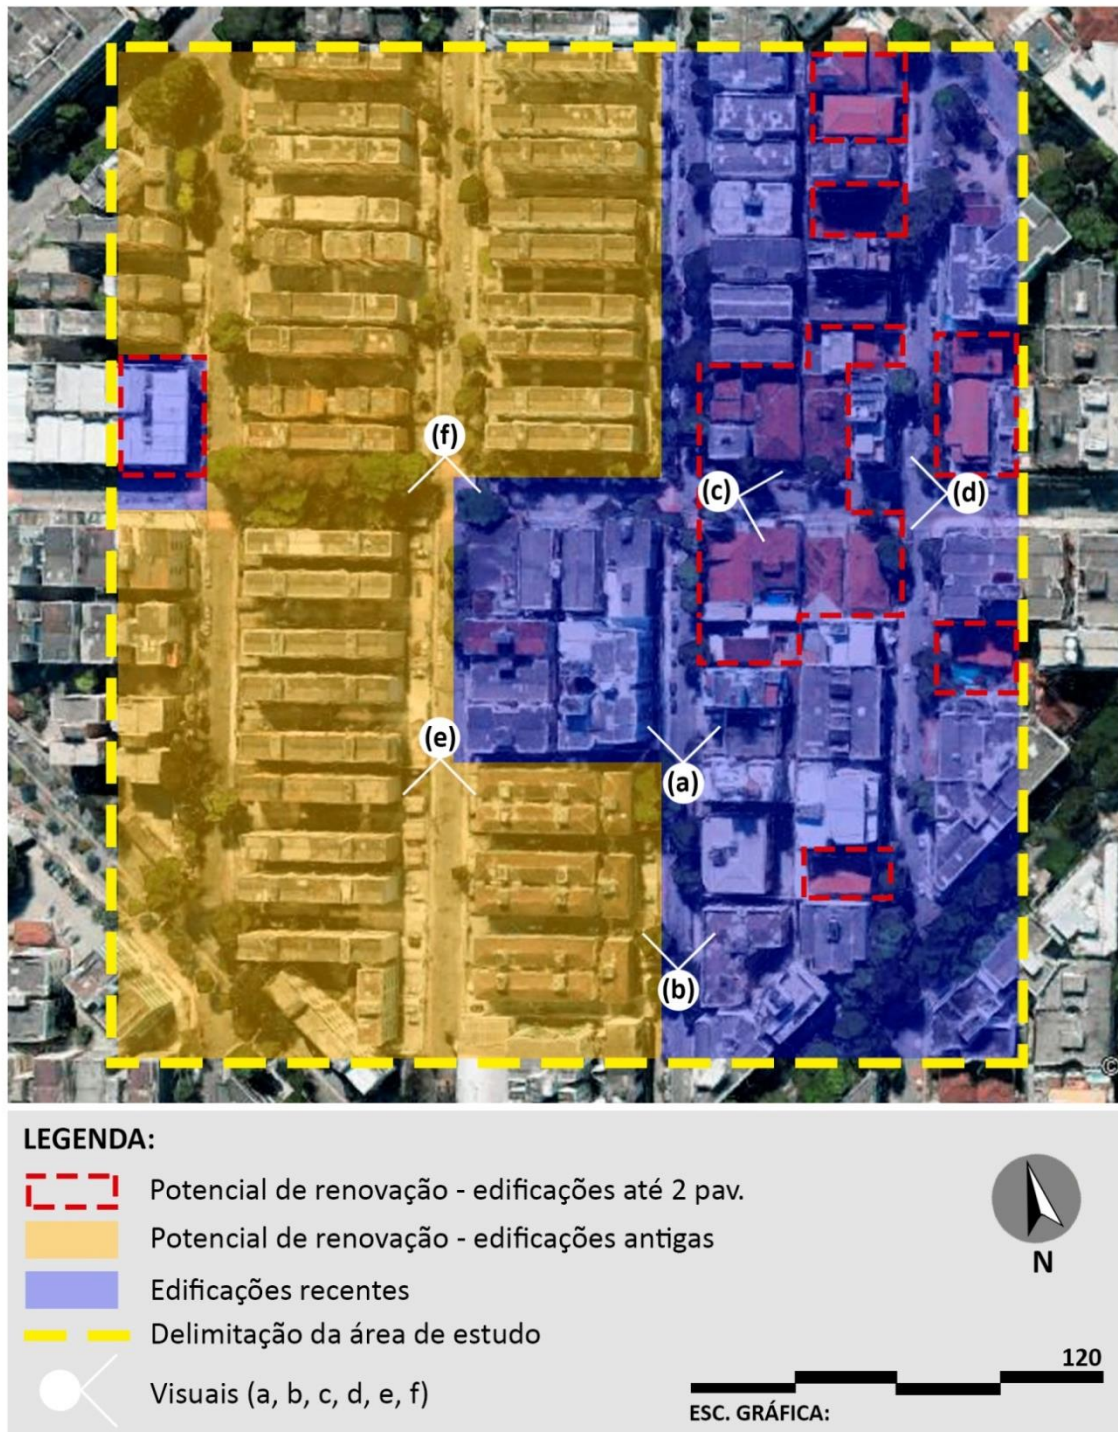 (f)
(c)
(d)
(e)
(a)
(b)
©
LEGENDA:
Potencial de renovação - edificações até 2 pav.
Potencial de renovação - edificações antigas
Edificações recentes
Delimitação da área de estudo
Visuais (a, b, c, d, e, f)
N
120
ESC. GRÁFICA: